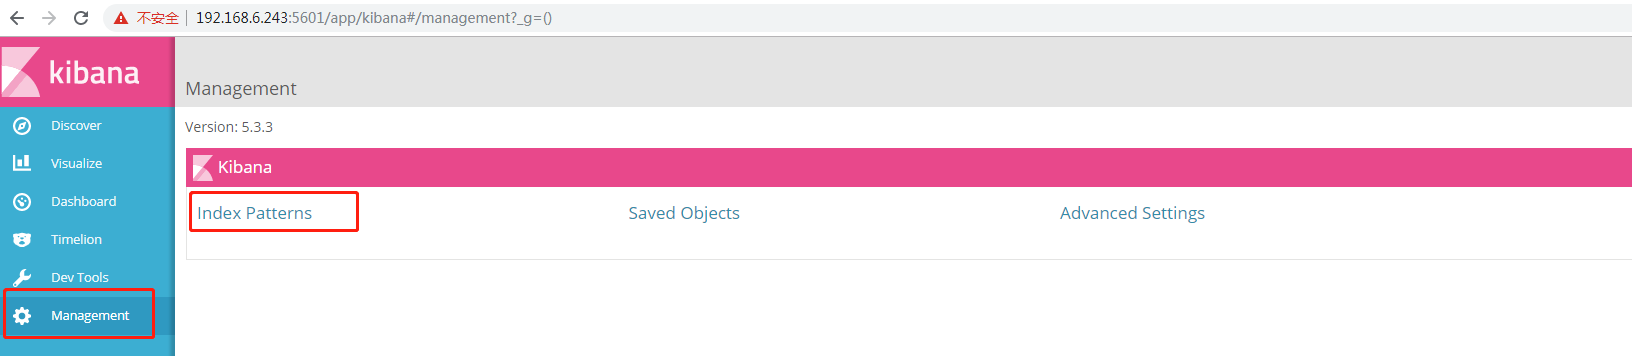 不安全 192.168.6.243:5601/app/kibana#/management?_g=()
kibana
Discover
Visualize
Dashboard
Timelion
Dev Tools
Management
Management
Version: 5.3.3
Kibana
Index Patterns Saved Objects Advanced Settings